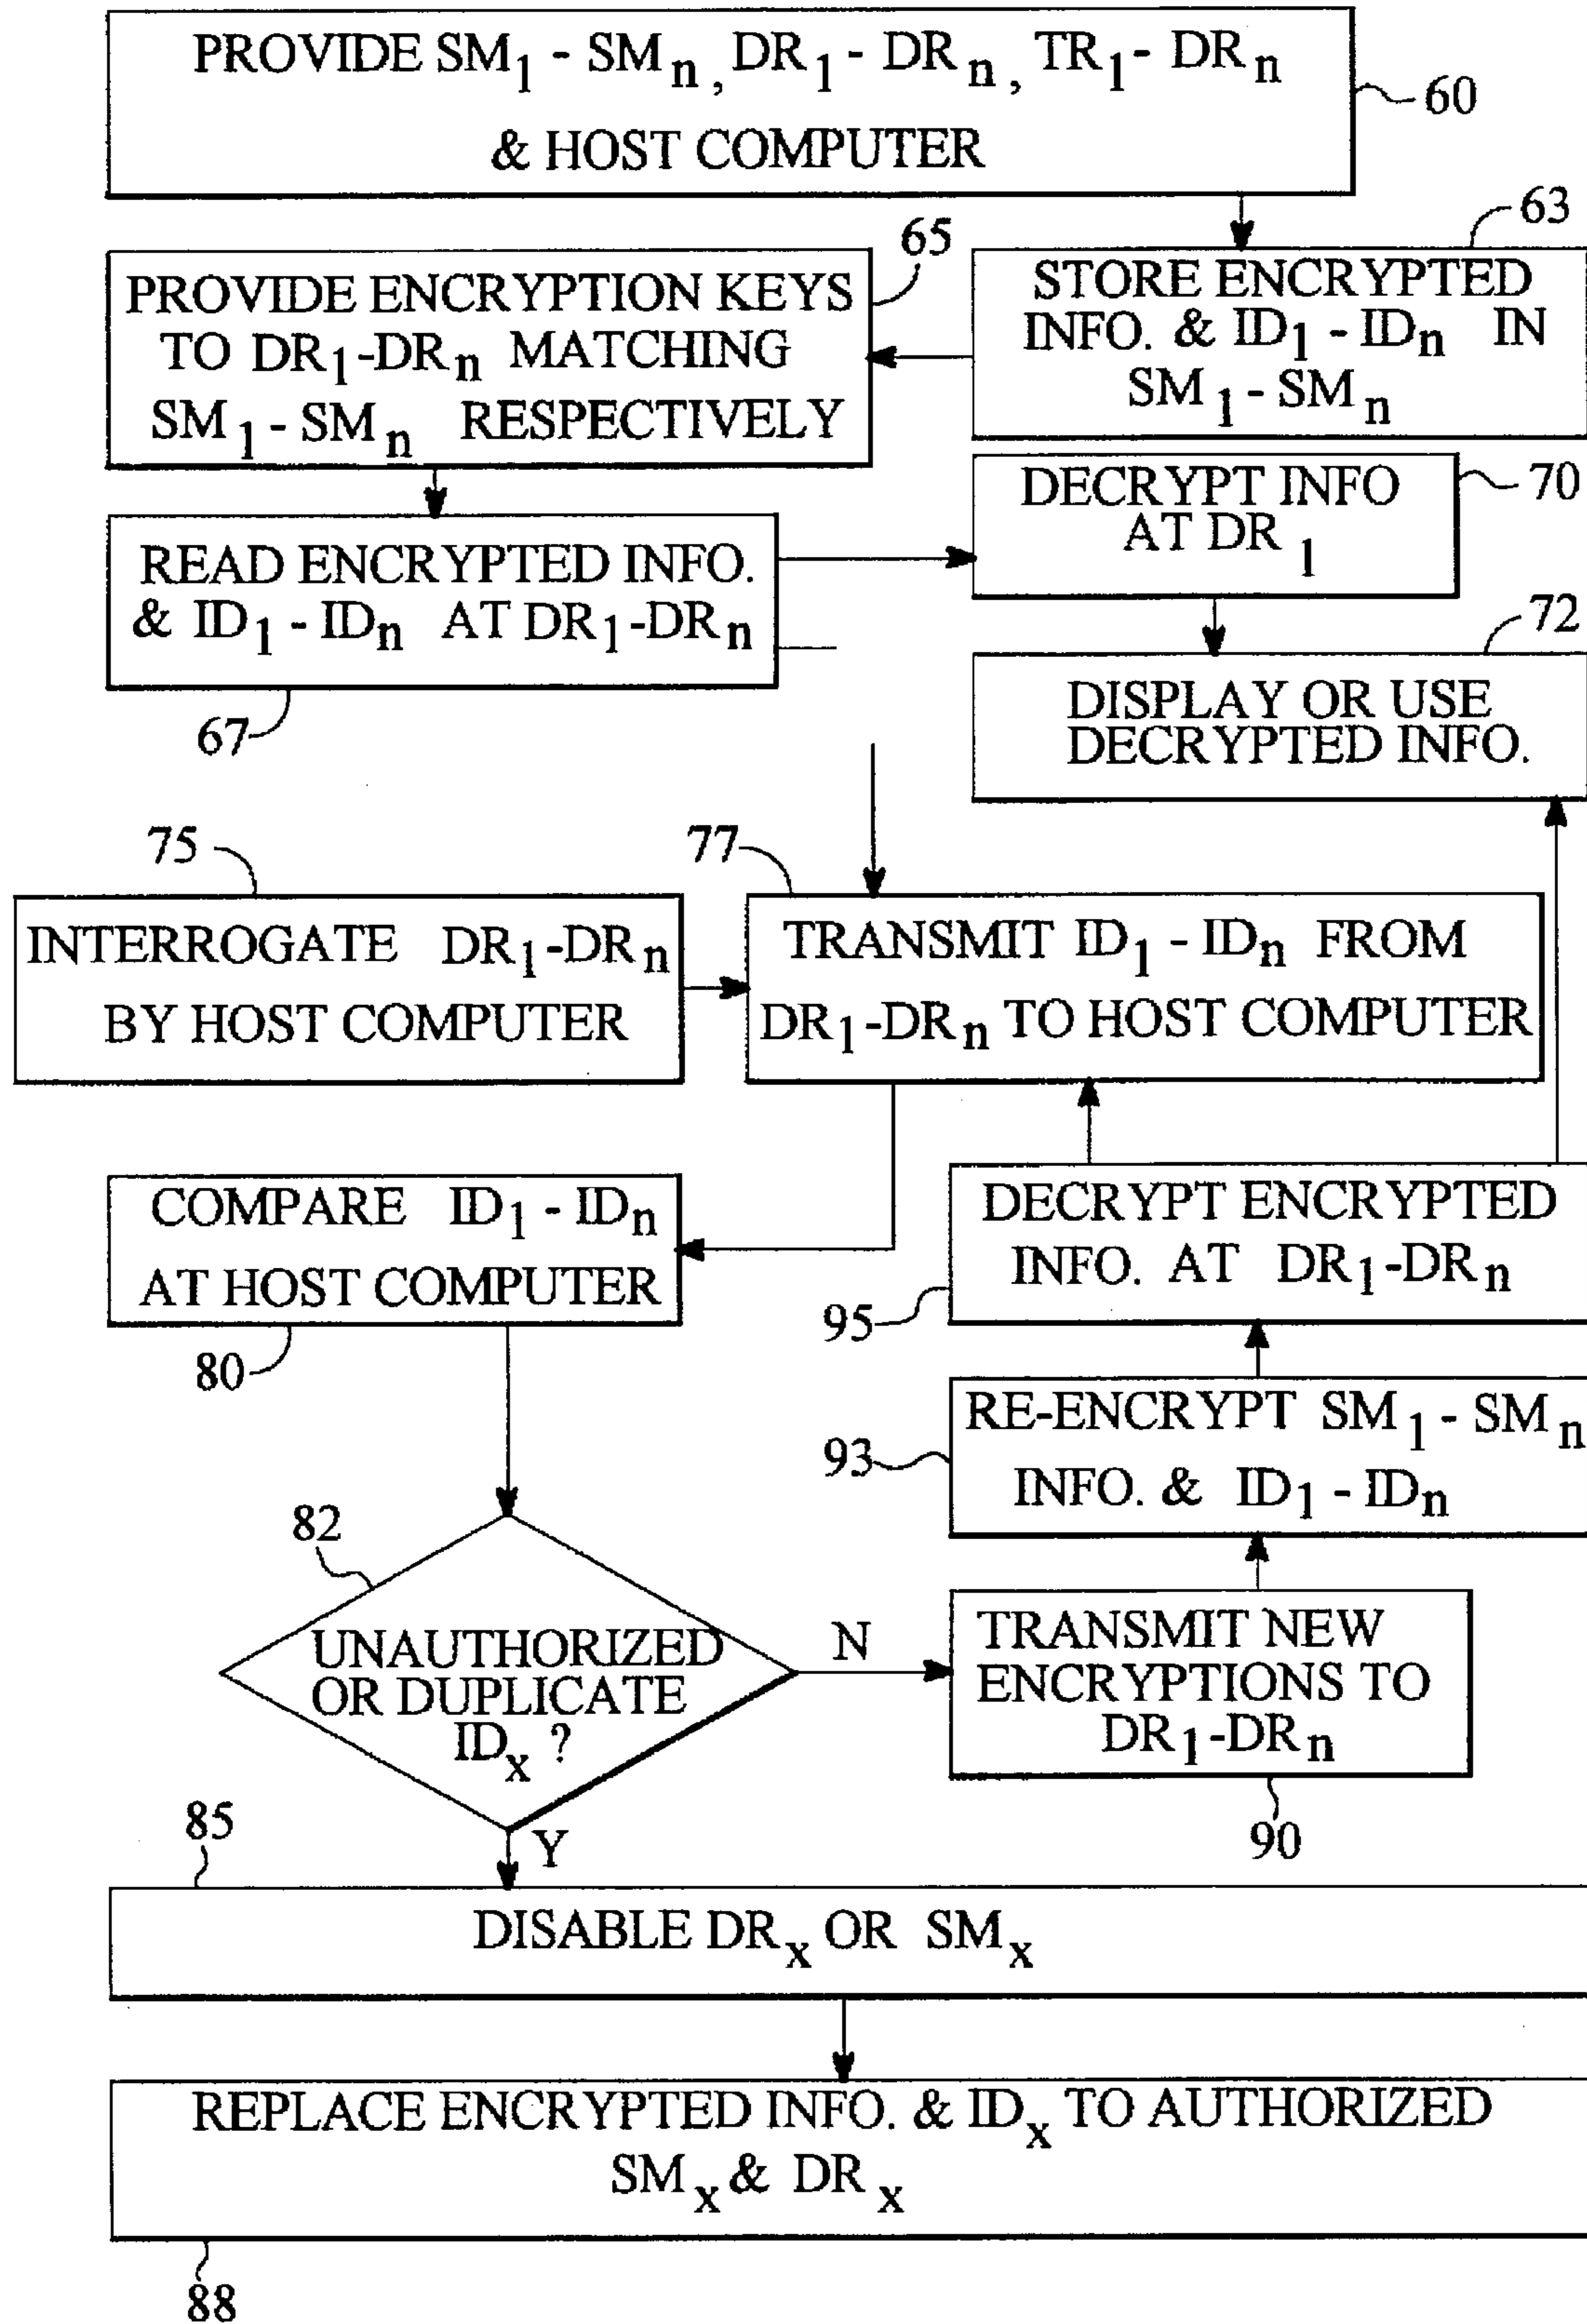 PROVIDE SM₁ - SMₙ, DR₁ - DRₙ, TR₁ - DRₙ
& HOST COMPUTER
60
63
STORE ENCRYPTED
INFO. & ID₁ - IDₙ IN
SM₁ - SMₙ
65
PROVIDE ENCRYPTION KEYS
TO DR₁-DRₙ MATCHING
SM₁ - SMₙ RESPECTIVELY
READ ENCRYPTED INFO.
& ID₁ - IDₙ AT DR₁-DRₙ
67
DECRYPT INFO
AT DR₁
70
72
DISPLAY OR USE
DECRYPTED INFO.
75
INTERROGATE DR₁-DRₙ
BY HOST COMPUTER
77
TRANSMIT ID₁ - IDₙ FROM
DR₁-DRₙ TO HOST COMPUTER
COMPARE ID₁ - IDₙ
AT HOST COMPUTER
80
82
UNAUTHORIZED
OR DUPLICATE
IDₓ ?
N
Y
TRANSMIT NEW
ENCRYPTIONS TO
DR₁-DRₙ
90
RE-ENCRYPT SM₁ - SMₙ
INFO. & ID₁ - IDₙ
93
DECRYPT ENCRYPTED
INFO. AT DR₁-DRₙ
95
85
DISABLE DRₓ OR SMₓ
REPLACE ENCRYPTED INFO. & IDₓ TO AUTHORIZED
SMₓ & DRₓ
88